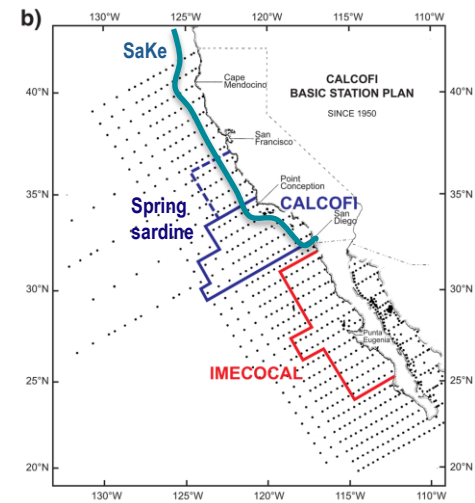 b)
130°W 125°W 120°W 115°W 110°W
SaKe
CALCOFI
BASIC STATION PLAN
SINCE 1950
Cape
Mendocino
40°N
40°N
San
Francisco
35°N
35°N
Point
Conception
CALCOFI
Spring
sardine
San
Diego
30°N
30°N
Punta
Eugenia
IMECOCAL
25°N
25°N
20°N
20°N
130°W 125°W 120°W 115°W 110°W